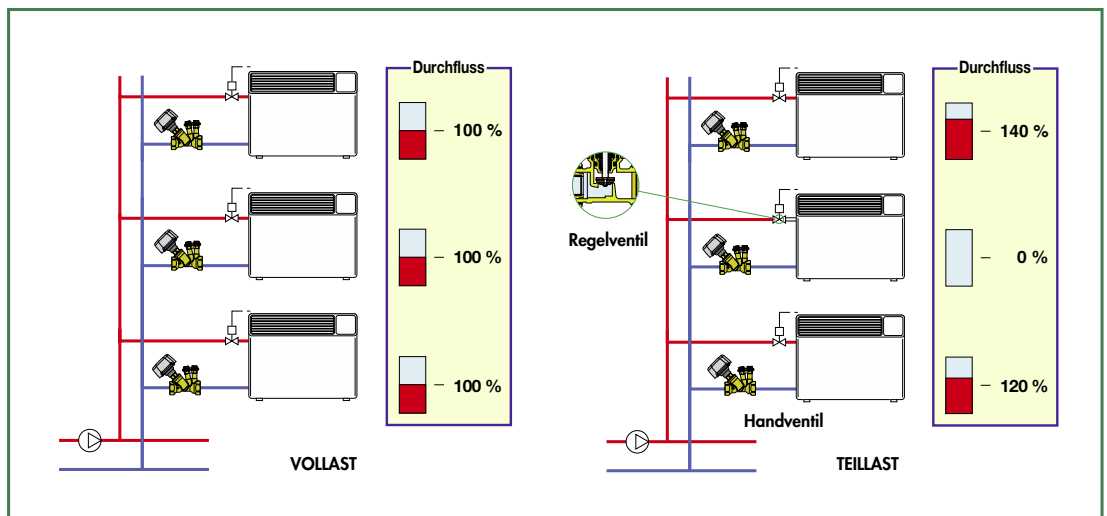 Durchfluss
100 %
100 %
100 %
VOLLAST
Durchfluss
140 %
Regelventil
0 %
120 %
Handventil
TEILLAST